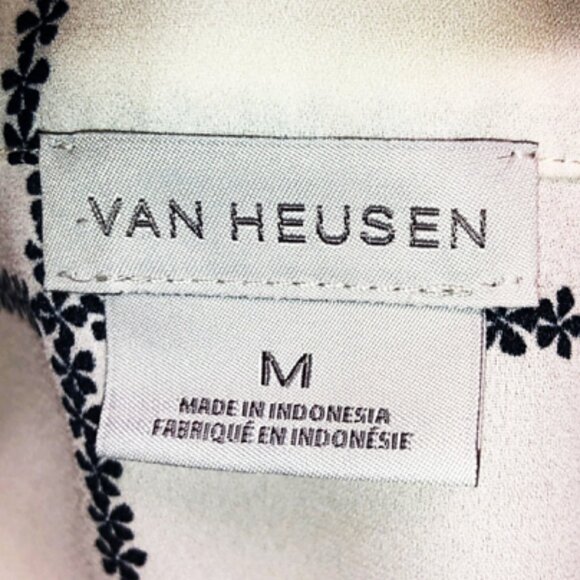 VAN HEUSEN
M
MADE IN INDONESIA
FABRIQUÉ EN INDONÉSIE